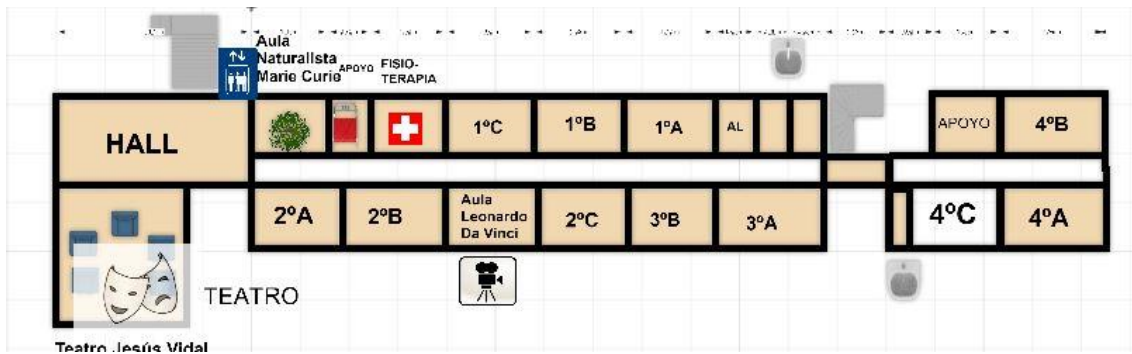 Aula
Naturalista
Marie Curie
APOYO
FISIO-
TERAPIA
HALL
1ºC
1ºB
1ºA
AL
APOYO
4ºB
2ºA
2ºB
Aula
Leonardo
Da Vinci
2ºC
3ºB
3ºA
4ºC
4ºA
TEATRO
Teatro Jesús Vidal